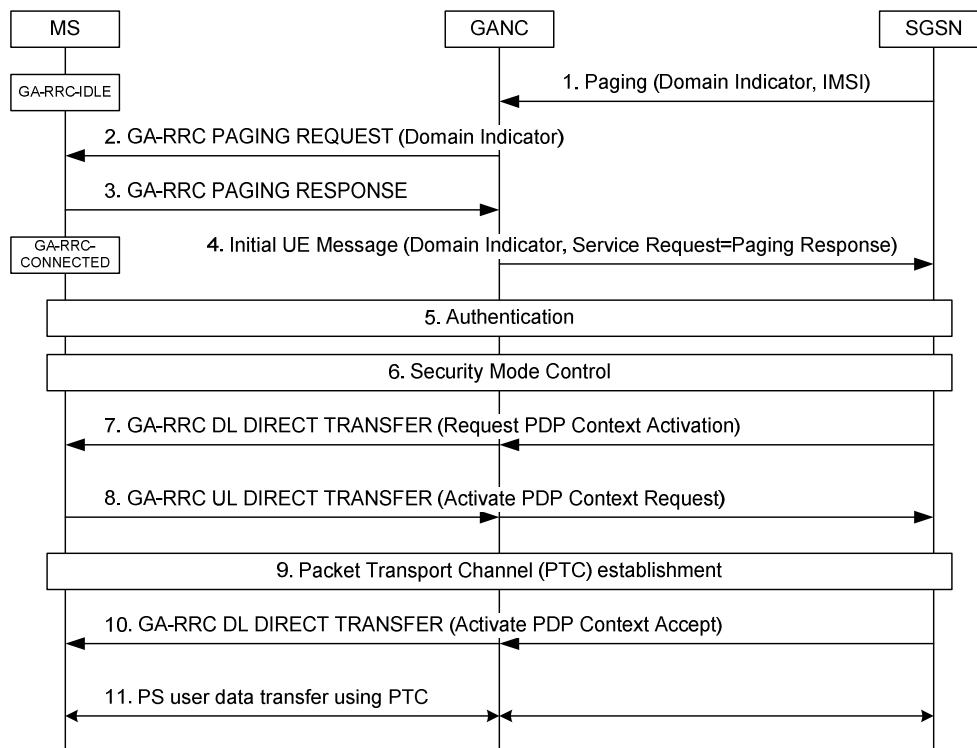 MS
GANC
SGSN
GA-RRC-IDLE
1. Paging (Domain Indicator, IMSI)
2. GA-RRC PAGING REQUEST (Domain Indicator)
3. GA-RRC PAGING RESPONSE
GA-RRC-
CONNECTED
4. Initial UE Message (Domain Indicator, Service Request=Paging Response)
5. Authentication
6. Security Mode Control
7. GA-RRC DL DIRECT TRANSFER (Request PDP Context Activation)
8. GA-RRC UL DIRECT TRANSFER (Activate PDP Context Request)
9. Packet Transport Channel (PTC) establishment
10. GA-RRC DL DIRECT TRANSFER (Activate PDP Context Accept)
11. PS user data transfer using PTC